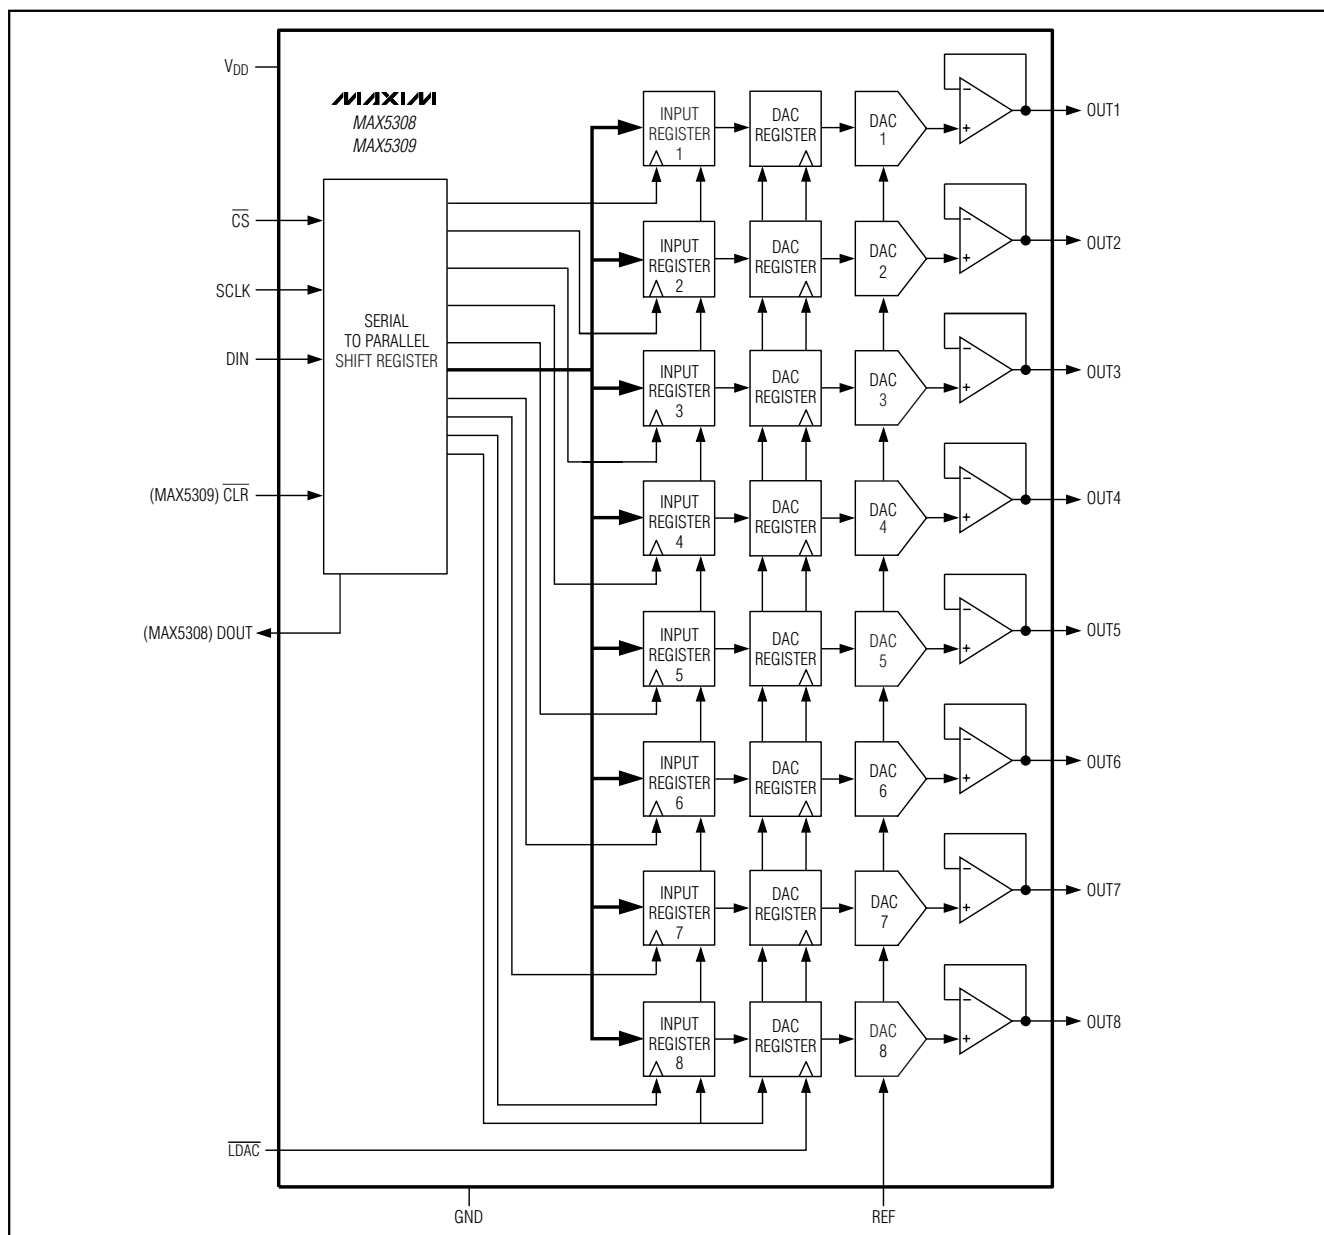 VDD
MAXIM
MAX5308
MAX5309
CS
SCLK
DIN
(MAX5309) CLR
(MAX5308) DOUT
LDAC
GND
REF
SERIAL
TO PARALLEL
SHIFT REGISTER
INPUT
REGISTER
1
DAC
REGISTER
DAC
1
-
+
OUT1
INPUT
REGISTER
2
DAC
REGISTER
DAC
2
-
+
OUT2
INPUT
REGISTER
3
DAC
REGISTER
DAC
3
-
+
OUT3
INPUT
REGISTER
4
DAC
REGISTER
DAC
4
-
+
OUT4
INPUT
REGISTER
5
DAC
REGISTER
DAC
5
-
+
OUT5
INPUT
REGISTER
6
DAC
REGISTER
DAC
6
-
+
OUT6
INPUT
REGISTER
7
DAC
REGISTER
DAC
7
-
+
OUT7
INPUT
REGISTER
8
DAC
REGISTER
DAC
8
-
+
OUT8